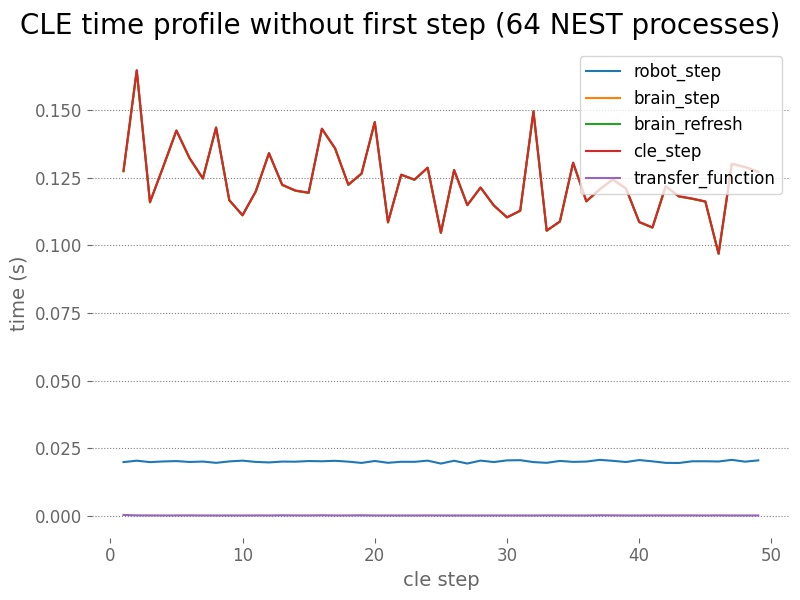 CLE time profile without first step (64 NEST processes)
robot_step
brain_step
brain_refresh
cle_step
transfer_function
0.150
0.125
0.100
0.075
0.050
0.025
0.000
time (s)
0 10 20 30 40 50
cle step